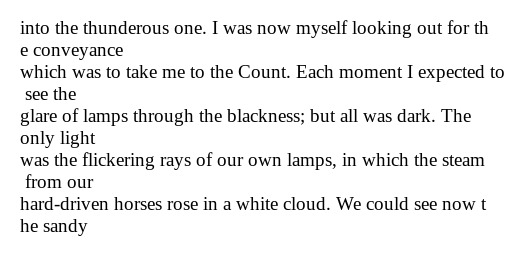 into the thunderous one. I was now myself looking out for th
e conveyance
which was to take me to the Count. Each moment I expected to
 see the
glare of lamps through the blackness; but all was dark. The
only light
was the flickering rays of our own lamps, in which the steam
 from our
hard-driven horses rose in a white cloud. We could see now t
he sandy